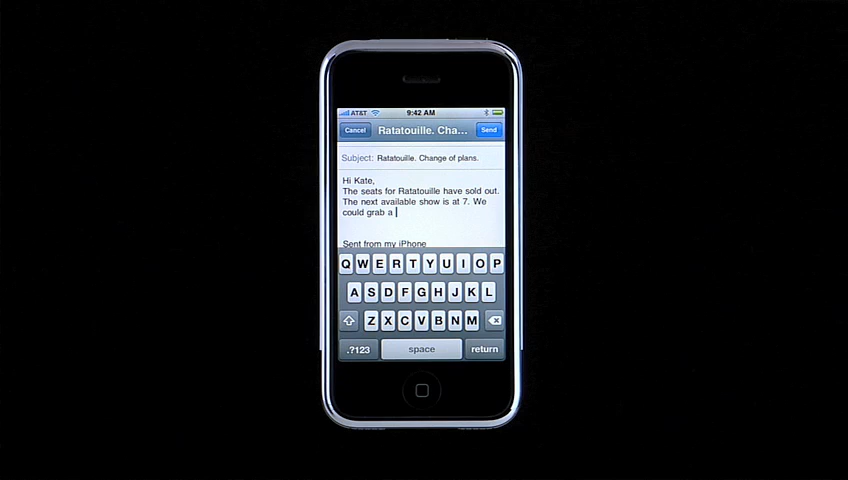 AT&T 9:42 AM
Cancel Ratatouille. Cha... Send
Subject: Ratatouille. Change of plans.
Hi Kate,
The seats for Ratatouille have sold out.
The next available show is at 7. We
could grab a
Sent from my iPhone
Q W E R T Y U I O P
A S D F G H J K L
Z X C V B N M
.?123 space return